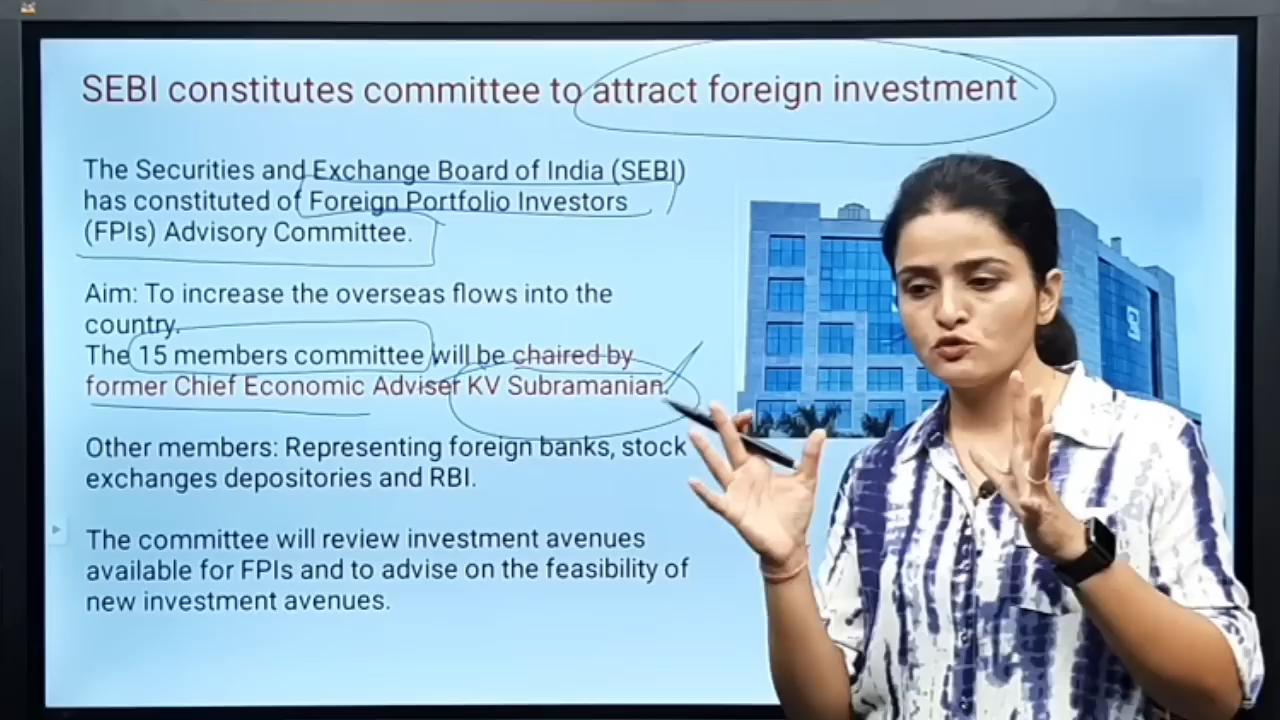 SEBI constitutes committee to attract foreign investment
The Securities and Exchange Board of India (SEBI)
has constituted of Foreign Portfolio Investors
(FPIs) Advisory Committee.
Aim: To increase the overseas flows into the
country.
The 15 members committee will be chaired by
former Chief Economic Adviser KV Subramanian.
Other members: Representing foreign banks, stock
exchanges depositories and RBI.
The committee will review investment avenues
available for FPIs and to advise on the feasibility of
new investment avenues.